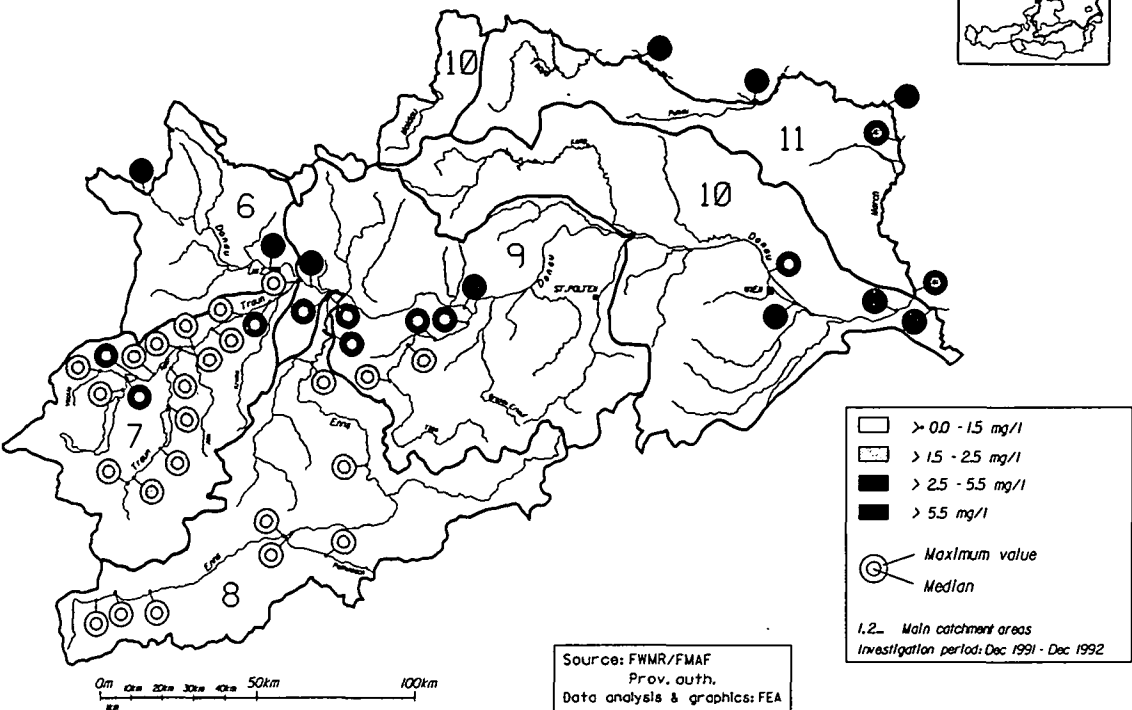 10
11
6
10
9
Donau
Donau
Donau
March
Traun
ST.PÖLTEN
WIEN
7
Traun
Enns
Enns
8
>= 0.0 - 1.5 mg/l
> 1.5 - 2.5 mg/l
> 2.5 - 5.5 mg/l
> 5.5 mg/l
Maximum value
Median
1,2... Main catchment areas
Investigation period: Dec 1991 - Dec 1992
0m 10km 20km 30km 40km 50km 100km
Source: FWMR/FMAF
Prov. auth.
Data analysis & graphics: FEA